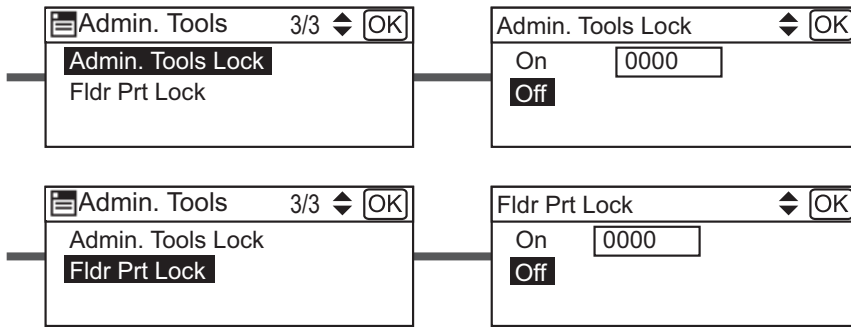 Admin. Tools 3/3 OK
Admin. Tools Lock
Fldr Prt Lock
Admin. Tools Lock OK
On 0000
Off
Admin. Tools 3/3 OK
Admin. Tools Lock
Fldr Prt Lock
Fldr Prt Lock OK
On 0000
Off